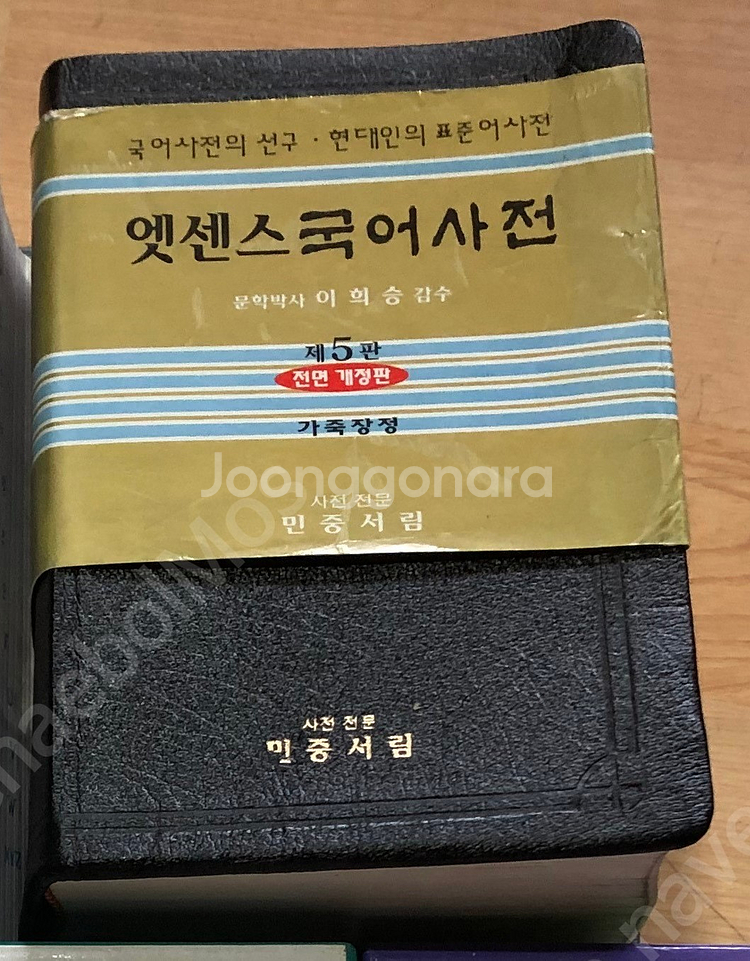 국어사전의 선구 · 현대인의 표준어사전
엣센스국어사전
문학박사 이희승 감수
제5판
전면 개정판
가죽장정
Joonggonara
사전 전문
민중서림
사전 전문
민중서림